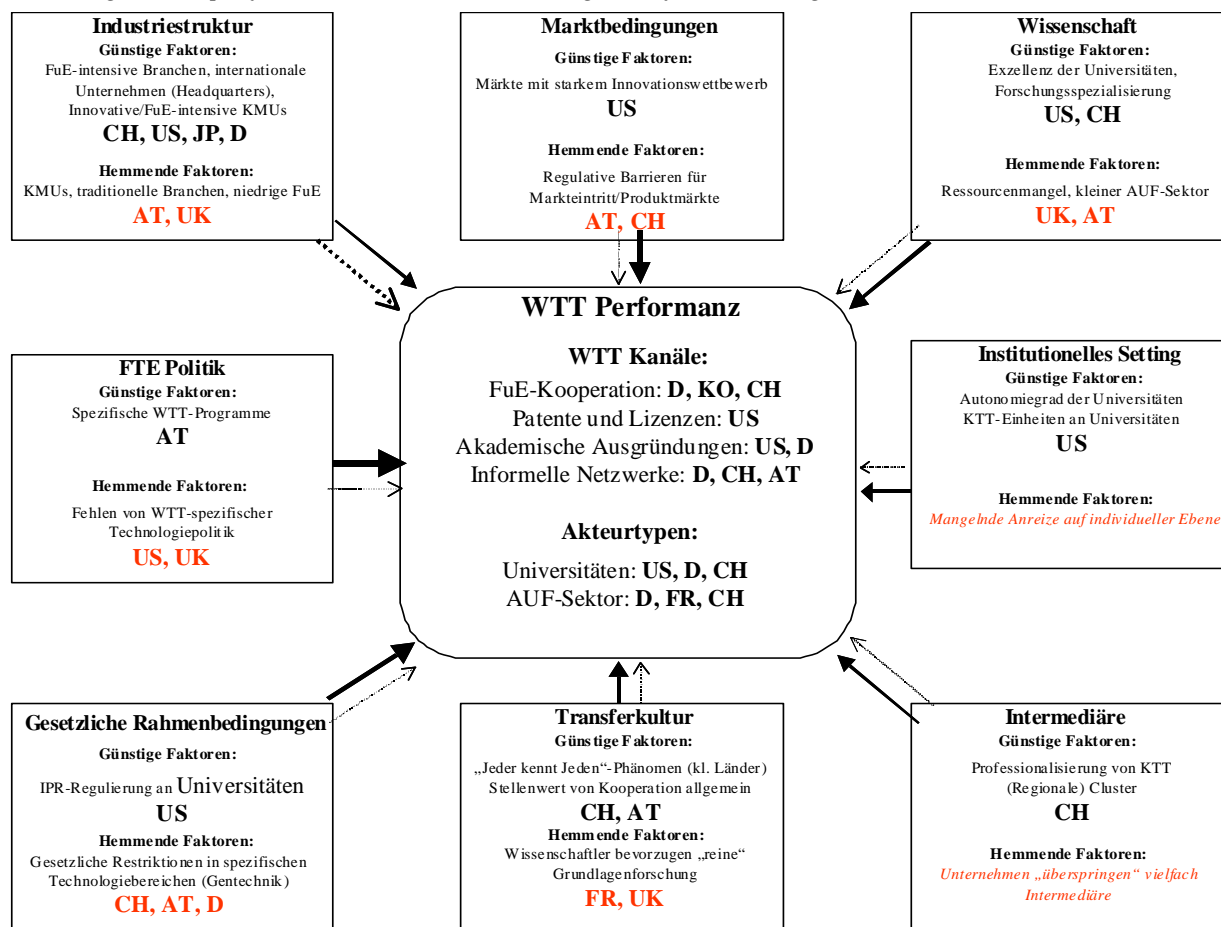 Industriestruktur
Günstige Faktoren:
FuE-intensive Branchen, internationale
Unternehmen (Headquarters),
Innovative/FuE-intensive KMUs
CH, US, JP, D
Hemmende Faktoren:
KMUs, traditionelle Branchen, niedrige FuE
AT, UK
Marktbedingungen
Günstige Faktoren:
Märkte mit starkem Innovationswettbewerb
US
Hemmende Faktoren:
Regulative Barrieren für
Markteintritt/Produktmärkte
AT, CH
Wissenschaft
Günstige Faktoren:
Exzellenz der Universitäten,
Forschungsspezialisierung
US, CH
Hemmende Faktoren:
Ressourcenmangel, kleiner AUF-Sektor
UK, AT
FTE Politik
Günstige Faktoren:
Spezifische WTT-Programme
AT
Hemmende Faktoren:
Fehlen von WTT-spezifischer
Technologiepolitik
US, UK
WTT Performanz
WTT Kanäle:
FuE-Kooperation: D, KO, CH
Patente und Lizenzen: US
Akademische Ausgründungen: US, D
Informelle Netzwerke: D, CH, AT
Akteurtypen:
Universitäten: US, D, CH
AUF-Sektor: D, FR, CH
Institutionelles Setting
Günstige Faktoren:
Autonomiegrad der Universitäten
KTT-Einheiten an Universitäten
US
Hemmende Faktoren:
Mangelnde Anreize auf individueller Ebene
Gesetzliche Rahmenbedingungen
Günstige Faktoren:
IPR-Regulierung an Universitäten
US
Hemmende Faktoren:
Gesetzliche Restriktionen in spezifischen
Technologiebereichen (Gentechnik)
CH, AT, D
Transferkultur
Günstige Faktoren:
„Jeder kennt Jeden“-Phänomen (kl. Länder)
Stellenwert von Kooperation allgemein
CH, AT
Hemmende Faktoren:
Wissenschaftler bevorzugen „reine“
Grundlagenforschung
FR, UK
Intermediäre
Günstige Faktoren:
Professionalisierung von KTT
(Regionale) Cluster
CH
Hemmende Faktoren:
Unternehmen „überspringen“ vielfach
Intermediäre